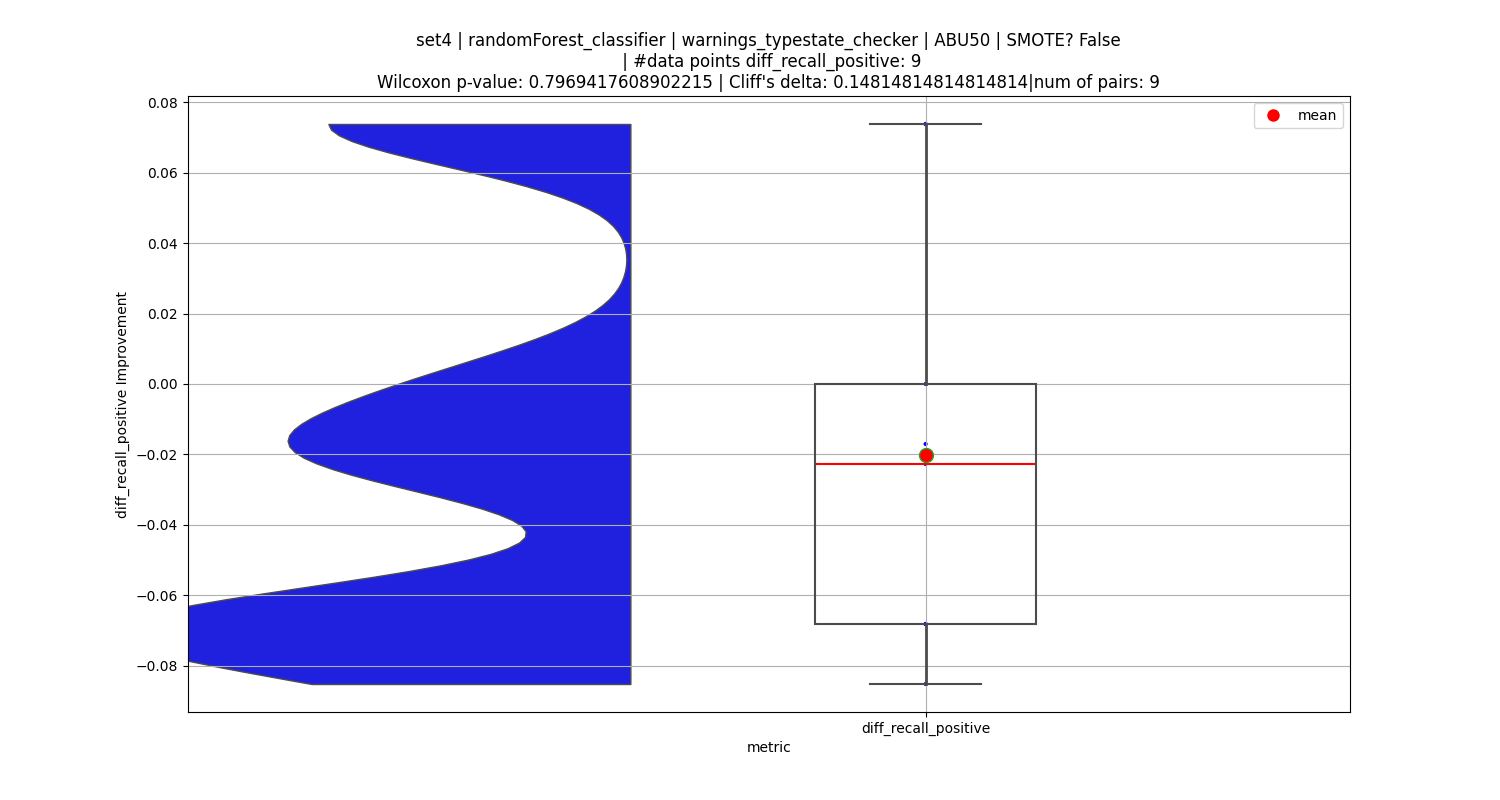 set4 | randomForest_classifier | warnings_typestate_checker | ABU50 | SMOTE? False
| #data points diff_recall_positive: 9
Wilcoxon p-value: 0.7969417608902215 | Cliff's delta: 0.14814814814814814|num of pairs: 9
mean
0.08
0.06
0.04
0.02
0.00
−0.02
−0.04
−0.06
−0.08
diff_recall_positive Improvement
diff_recall_positive
metric